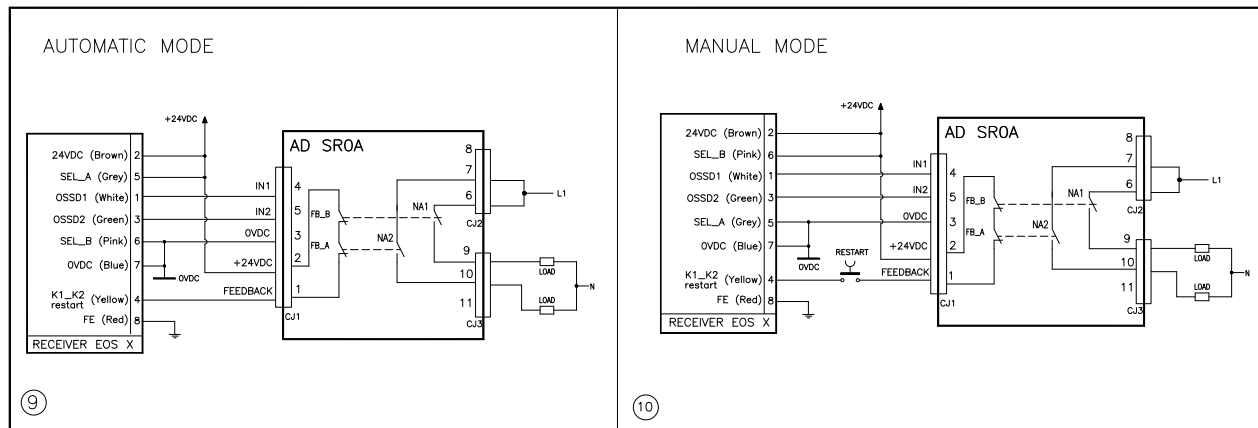 AUTOMATIC MODE
+24VDC
24VDC (Brown) 2
SEL_A (Grey) 5
OSSD1 (White) 1
OSSD2 (Green) 3
SEL_B (Pink) 6
0VDC (Blue) 7
K1_K2 (Yellow) 4
restart
FE (Red) 8
RECEIVER EOS X
0VDC
IN1
IN2
0VDC
+24VDC
FEEDBACK
AD SR0A
4
5
3
2
1
CJ1
FB_B
FB_A
NA1
NA2
8
7
6
CJ2
9
10
11
CJ3
L1
LOAD
LOAD
N
9
MANUAL MODE
+24VDC
24VDC (Brown) 2
SEL_B (Pink) 6
OSSD1 (White) 1
OSSD2 (Green) 3
SEL_A (Grey) 5
0VDC (Blue) 7
K1_K2 (Yellow) 4
restart
FE (Red) 8
RECEIVER EOS X
0VDC
RESTART
IN1
IN2
0VDC
+24VDC
FEEDBACK
AD SR0A
4
5
3
2
1
CJ1
FB_B
FB_A
NA1
NA2
8
7
6
CJ2
9
10
11
CJ3
L1
LOAD
LOAD
N
10